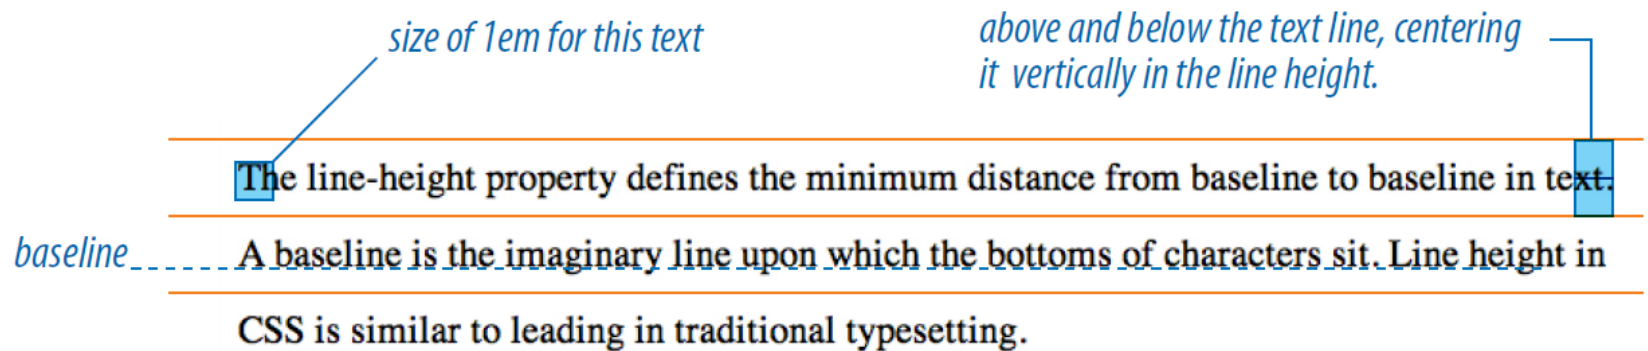 size of 1em for this text
above and below the text line, centering
it vertically in the line height.
The line-height property defines the minimum distance from baseline to baseline in text.
baseline
A baseline is the imaginary line upon which the bottoms of characters sit. Line height in
CSS is similar to leading in traditional typesetting.